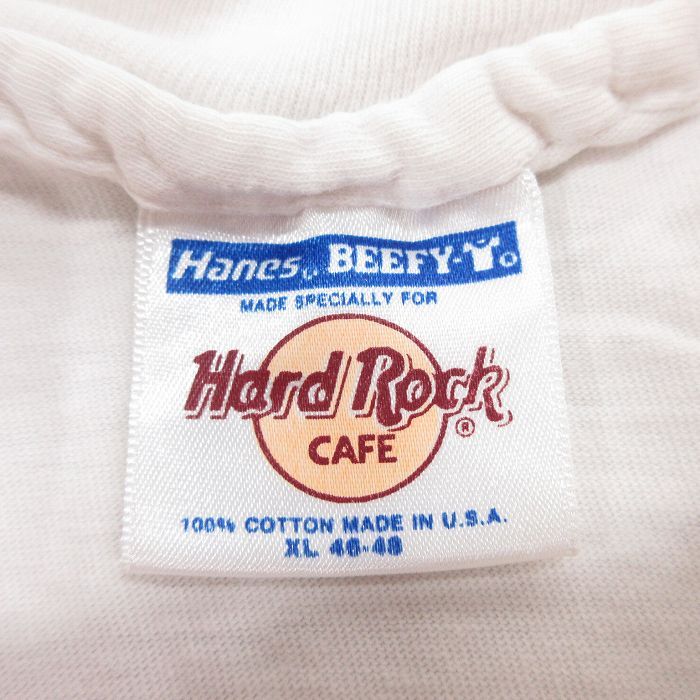 Hanes® BEEFY-T®
MADE SPECIALLY FOR
Hard Rock®
CAFE
100% COTTON MADE IN U.S.A.
XL 46-48